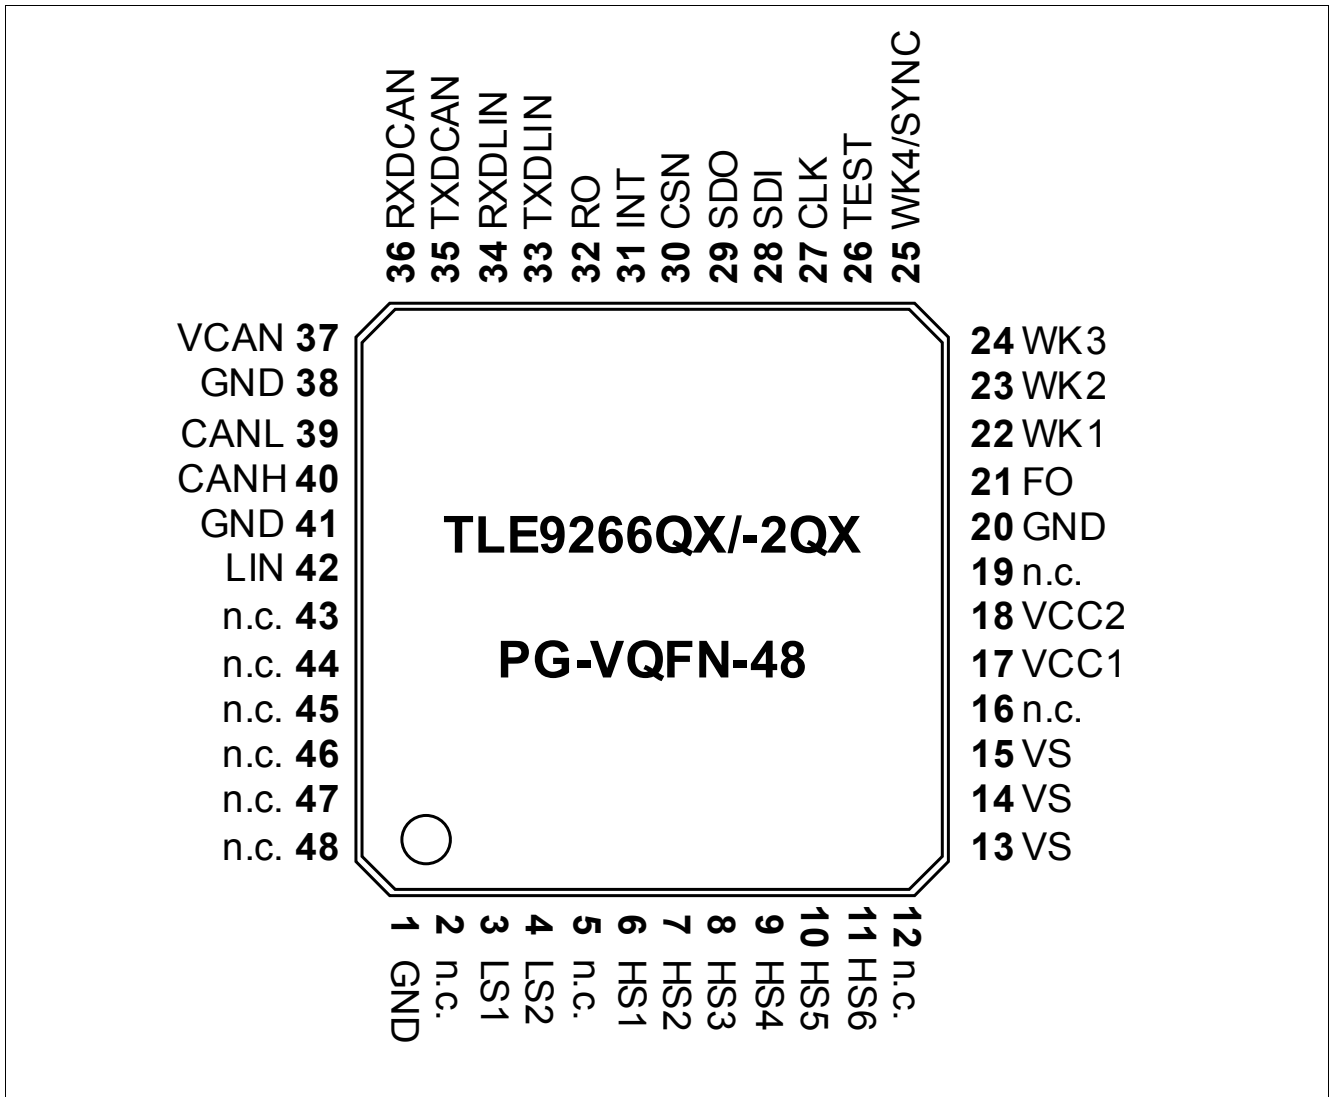 36 RXDCAN
35 TXDCAN
34 RXDLIN
33 TXDLIN
32 RO
31 INT
30 CSN
29 SDO
28 SDI
27 CLK
26 TEST
25 WK4/SYNC
VCAN 37
GND 38
CANL 39
CANH 40
GND 41
LIN 42
n.c. 43
n.c. 44
n.c. 45
n.c. 46
n.c. 47
n.c. 48
TLE9266QX/-2QX
PG-VQFN-48
24 WK3
23 WK2
22 WK1
21 FO
20 GND
19 n.c.
18 VCC2
17 VCC1
16 n.c.
15 VS
14 VS
13 VS
1 GND
2 n.c.
3 LS1
4 LS2
5 n.c.
6 HS1
7 HS2
8 HS3
9 HS4
10 HS5
11 HS6
12 n.c.